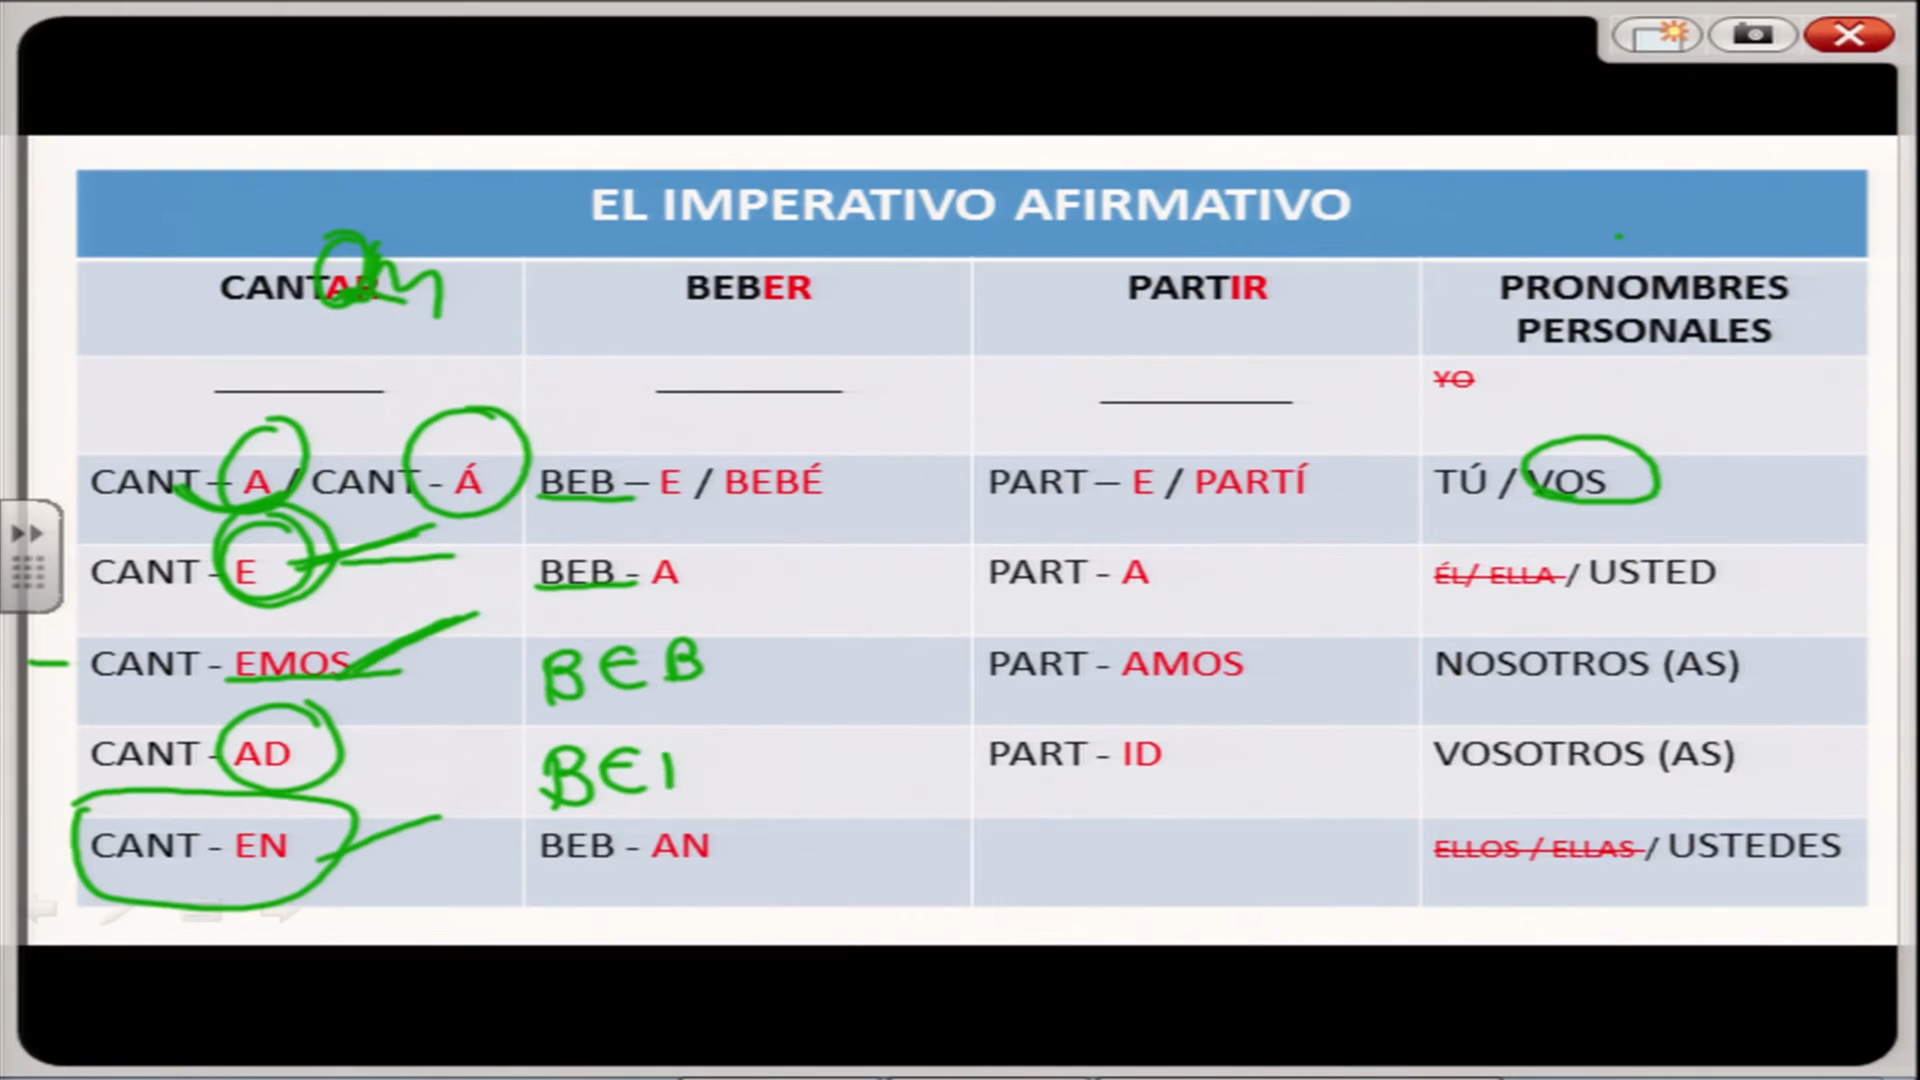 EL IMPERATIVO AFIRMATIVO
CANTAR BEBER PARTIR PRONOMBRES PERSONALES
YO
CANT – A / CANT - Á BEB – E / BEBÉ PART – E / PARTÍ TÚ / VOS
CANT - E BEB - A PART - A ÉL/ ELLA / USTED
CANT - EMOS BEB PART - AMOS NOSOTROS (AS)
CANT - AD BEI PART - ID VOSOTROS (AS)
CANT - EN BEB - AN ELLOS / ELLAS / USTEDES